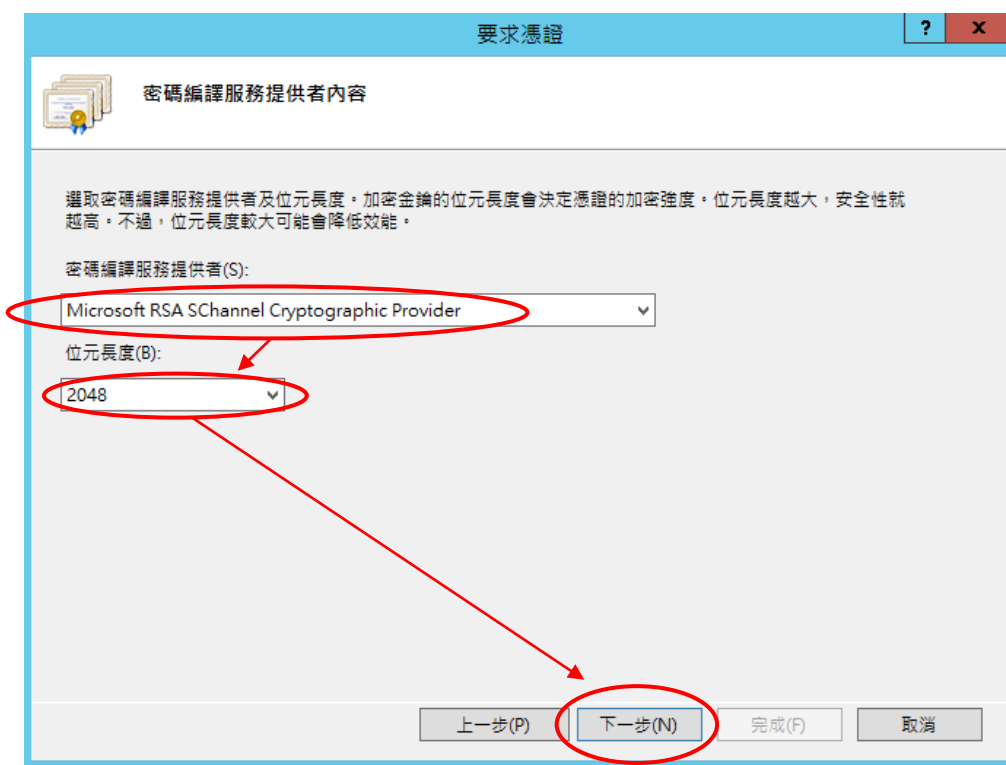 要求憑證
?
x
密碼編譯服務提供者內容
選取密碼編譯服務提供者及位元長度。加密金鑰的位元長度會決定憑證的加密強度。位元長度越大，安全性就
越高。不過，位元長度較大可能會降低效能。
密碼編譯服務提供者(S):
Microsoft RSA SChannel Cryptographic Provider
位元長度(B):
2048
上一步(P) 下一步(N) 完成(F) 取消